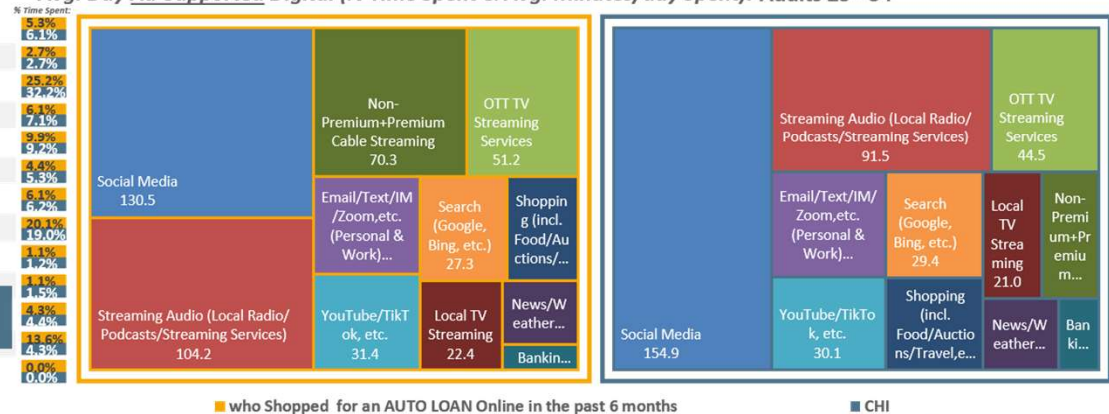 % Time Spent:
5.3%
6.1%
2.7%
2.7%
25.2%
32.2%
6.1%
7.1%
9.9%
9.2%
4.4%
5.3%
6.1%
6.2%
20.1%
19.0%
1.1%
1.2%
1.1%
1.5%
4.3%
4.4%
13.6%
4.3%
0.0%
0.0%
Social Media
130.5
Streaming Audio (Local Radio/
Podcasts/Streaming Services)
104.2
Non-
Premium+Premium
Cable Streaming
70.3
OTT TV
Streaming
Services
51.2
Email/Text/IM
/Zoom,etc.
(Personal &
Work)...
Search
(Google,
Bing, etc.)
27.3
Shoppin
g (incl.
Food/Au
ctions/...
YouTube/TikT
ok, etc.
31.4
Local TV
Streaming
22.4
News/W
eather...
Bankin...
Social Media
154.9
Streaming Audio (Local Radio/
Podcasts/Streaming Services)
91.5
OTT TV
Streaming
Services
44.5
Email/Text/IM/
Zoom,etc.
(Personal &
Work)...
Search
(Google,
Bing, etc.)
29.4
Local
TV
Strea
ming
21.0
Non-
Premi
um+Pr
emiu
m...
YouTube/TikTo
k, etc.
30.1
Shopping
(incl.
Food/Auctio
ns/Travel,e...
News/W
eather...
Ban
ki...
who Shopped for an AUTO LOAN Online in the past 6 months
CHI